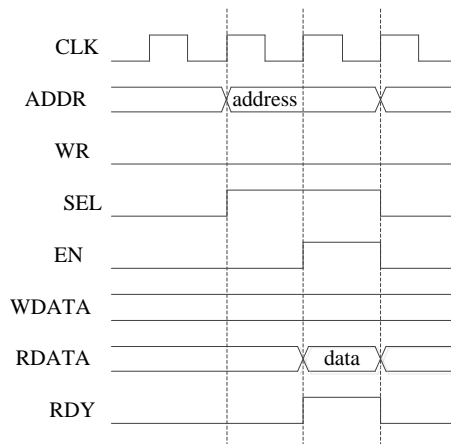 CLK
ADDR address
WR
SEL
EN
WDATA
RDATA data
RDY